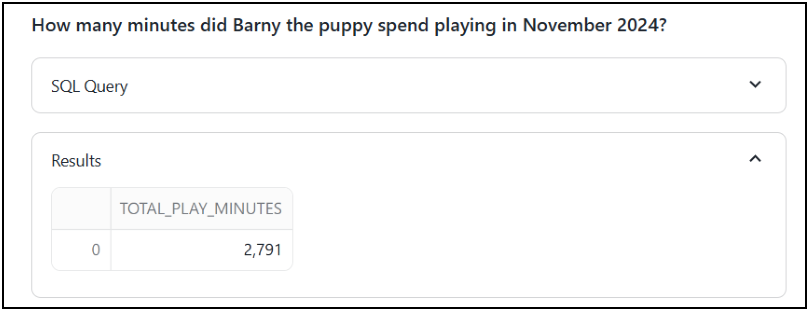 How many minutes did Barny the puppy spend playing in November 2024?
SQL Query
Results
TOTAL_PLAY_MINUTES
0 2,791